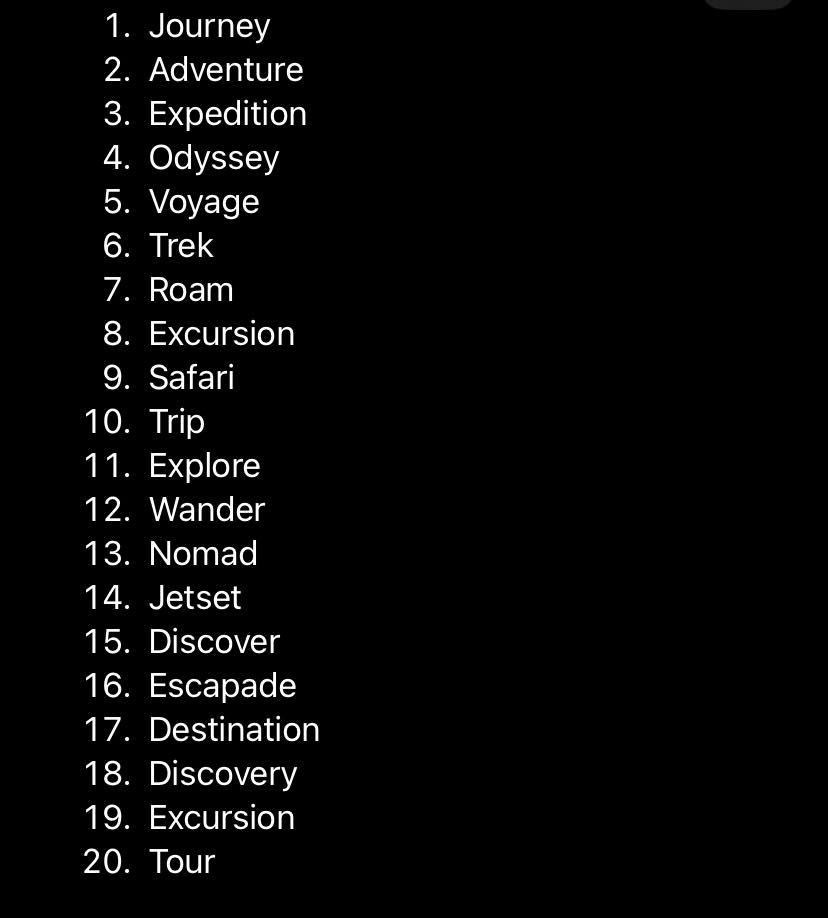 1. Journey
2. Adventure
3. Expedition
4. Odyssey
5. Voyage
6. Trek
7. Roam
8. Excursion
9. Safari
10. Trip
11. Explore
12. Wander
13. Nomad
14. Jetset
15. Discover
16. Escapade
17. Destination
18. Discovery
19. Excursion
20. Tour